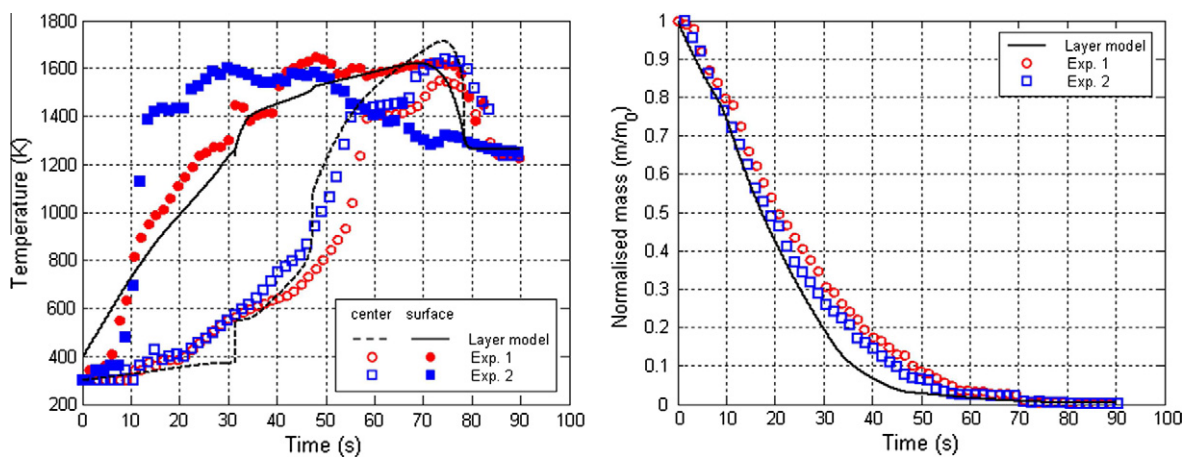 1800
1600
1400
1200
1000
800
600
400
200
0 10 20 30 40 50 60 70 80 90 100
Temperature (K)
Time (s)
center surface
Layer model
Exp. 1
Exp. 2
1
0.9
0.8
0.7
0.6
0.5
0.4
0.3
0.2
0.1
0
0 10 20 30 40 50 60 70 80 90 100
Normalised mass (m/m0)
Time (s)
Layer model
Exp. 1
Exp. 2